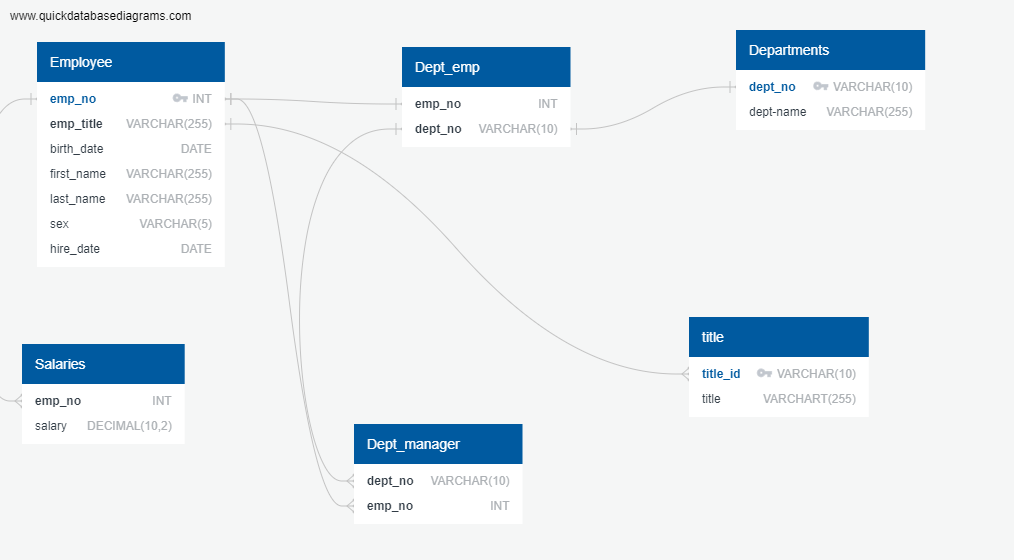 www.quickdatabasediagrams.com
Employee
emp_no INT
emp_title VARCHAR(255)
birth_date DATE
first_name VARCHAR(255)
last_name VARCHAR(255)
sex VARCHAR(5)
hire_date DATE
Dept_emp
emp_no INT
dept_no VARCHAR(10)
Departments
dept_no VARCHAR(10)
dept-name VARCHAR(255)
Salaries
emp_no INT
salary DECIMAL(10,2)
title
title_id VARCHAR(10)
title VARCHART(255)
Dept_manager
dept_no VARCHAR(10)
emp_no INT